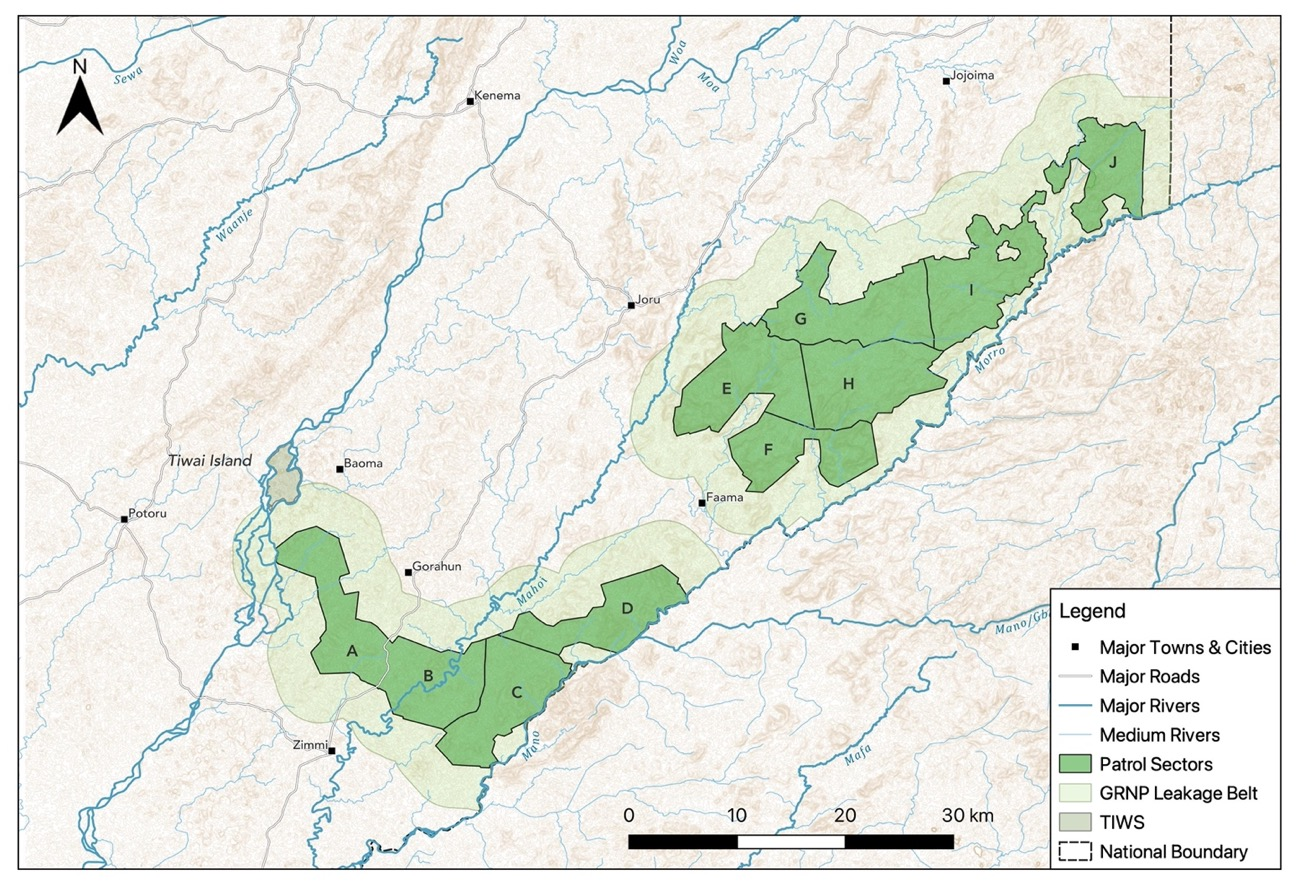 N
Sewa
Woa
Moa
Jojoima
Kenema
J
Waanje
Joru
I
G
Morro
E
H
Tiwai Island
Baoma
F
Faama
Potoru
Gorahun
Mahoi
D
Mano/Gb
A
B
C
Zimmi
Mano
Mafa
0 10 20 30 km
Legend
Major Towns & Cities
Major Roads
Major Rivers
Medium Rivers
Patrol Sectors
GRNP Leakage Belt
TIWS
National Boundary